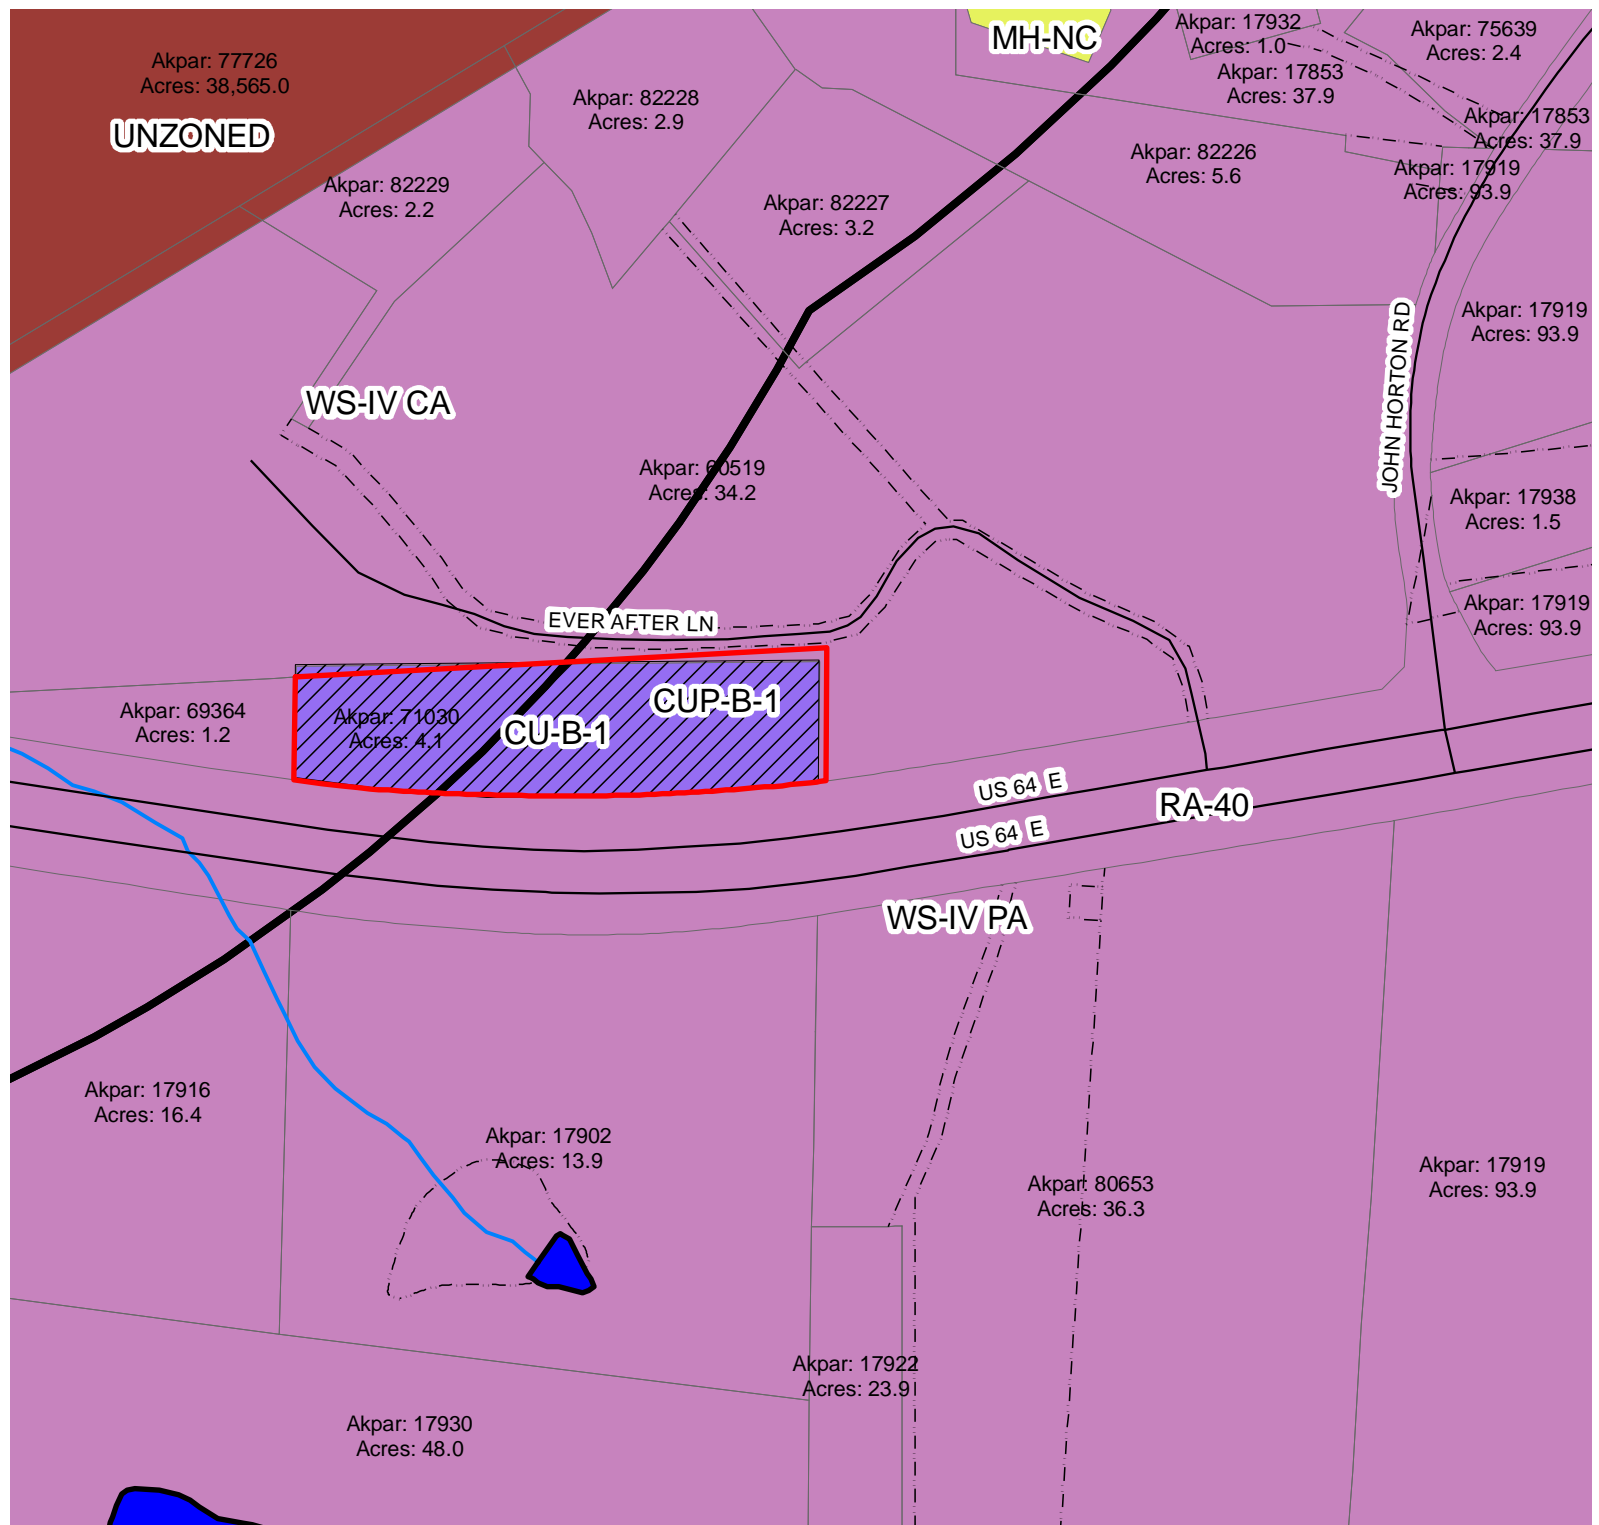 MH-NC
Akpar: 17932
Acres: 1.0
Akpar: 75639
Acres: 2.4
Akpar: 77726
Acres: 38,565.0
UNZONED
Akpar: 82228
Acres: 2.9
Akpar: 17853
Acres: 37.9
Akpar: 17853
Acres: 37.9
Akpar: 82226
Acres: 5.6
Akpar: 17919
Acres: 93.9
Akpar: 82229
Acres: 2.2
Akpar: 82227
Acres: 3.2
Akpar: 17919
Acres: 93.9
JOHN HORTON RD
WS-IV CA
Akpar: 60519
Acres: 34.2
Akpar: 17938
Acres: 1.5
EVER AFTER LN
Akpar: 17919
Acres: 93.9
CUP-B-1
Akpar: 69364
Acres: 1.2
Akpar: 71030
Acres: 4.1
CU-B-1
US 64 E
RA-40
US 64 E
WS-IV PA
Akpar: 17916
Acres: 16.4
Akpar: 17902
Acres: 13.9
Akpar: 80653
Acres: 36.3
Akpar: 17919
Acres: 93.9
Akpar: 17922
Acres: 23.9
Akpar: 17930
Acres: 48.0